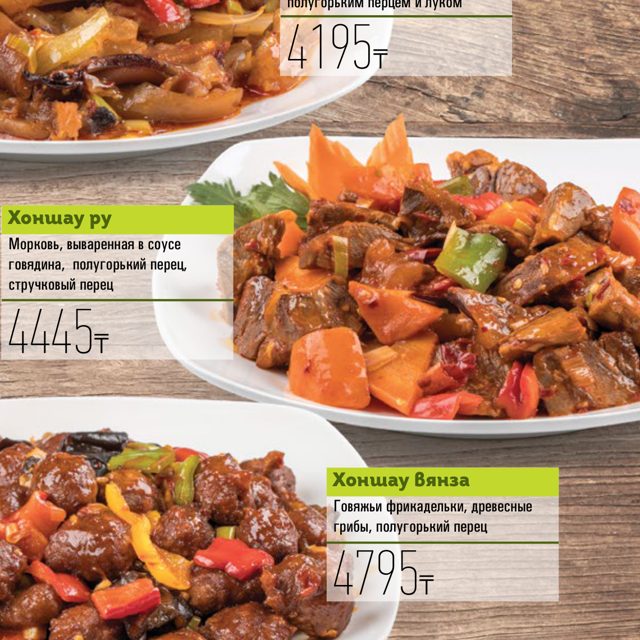 полугорьким перцем и луком
4195₸
Хоншау ру
Морковь, вываренная в соусе
говядина, полугорький перец,
стручковый перец
4445₸
Хоншау вянза
Говяжьи фрикадельки, древесные
грибы, полугорький перец
4795₸